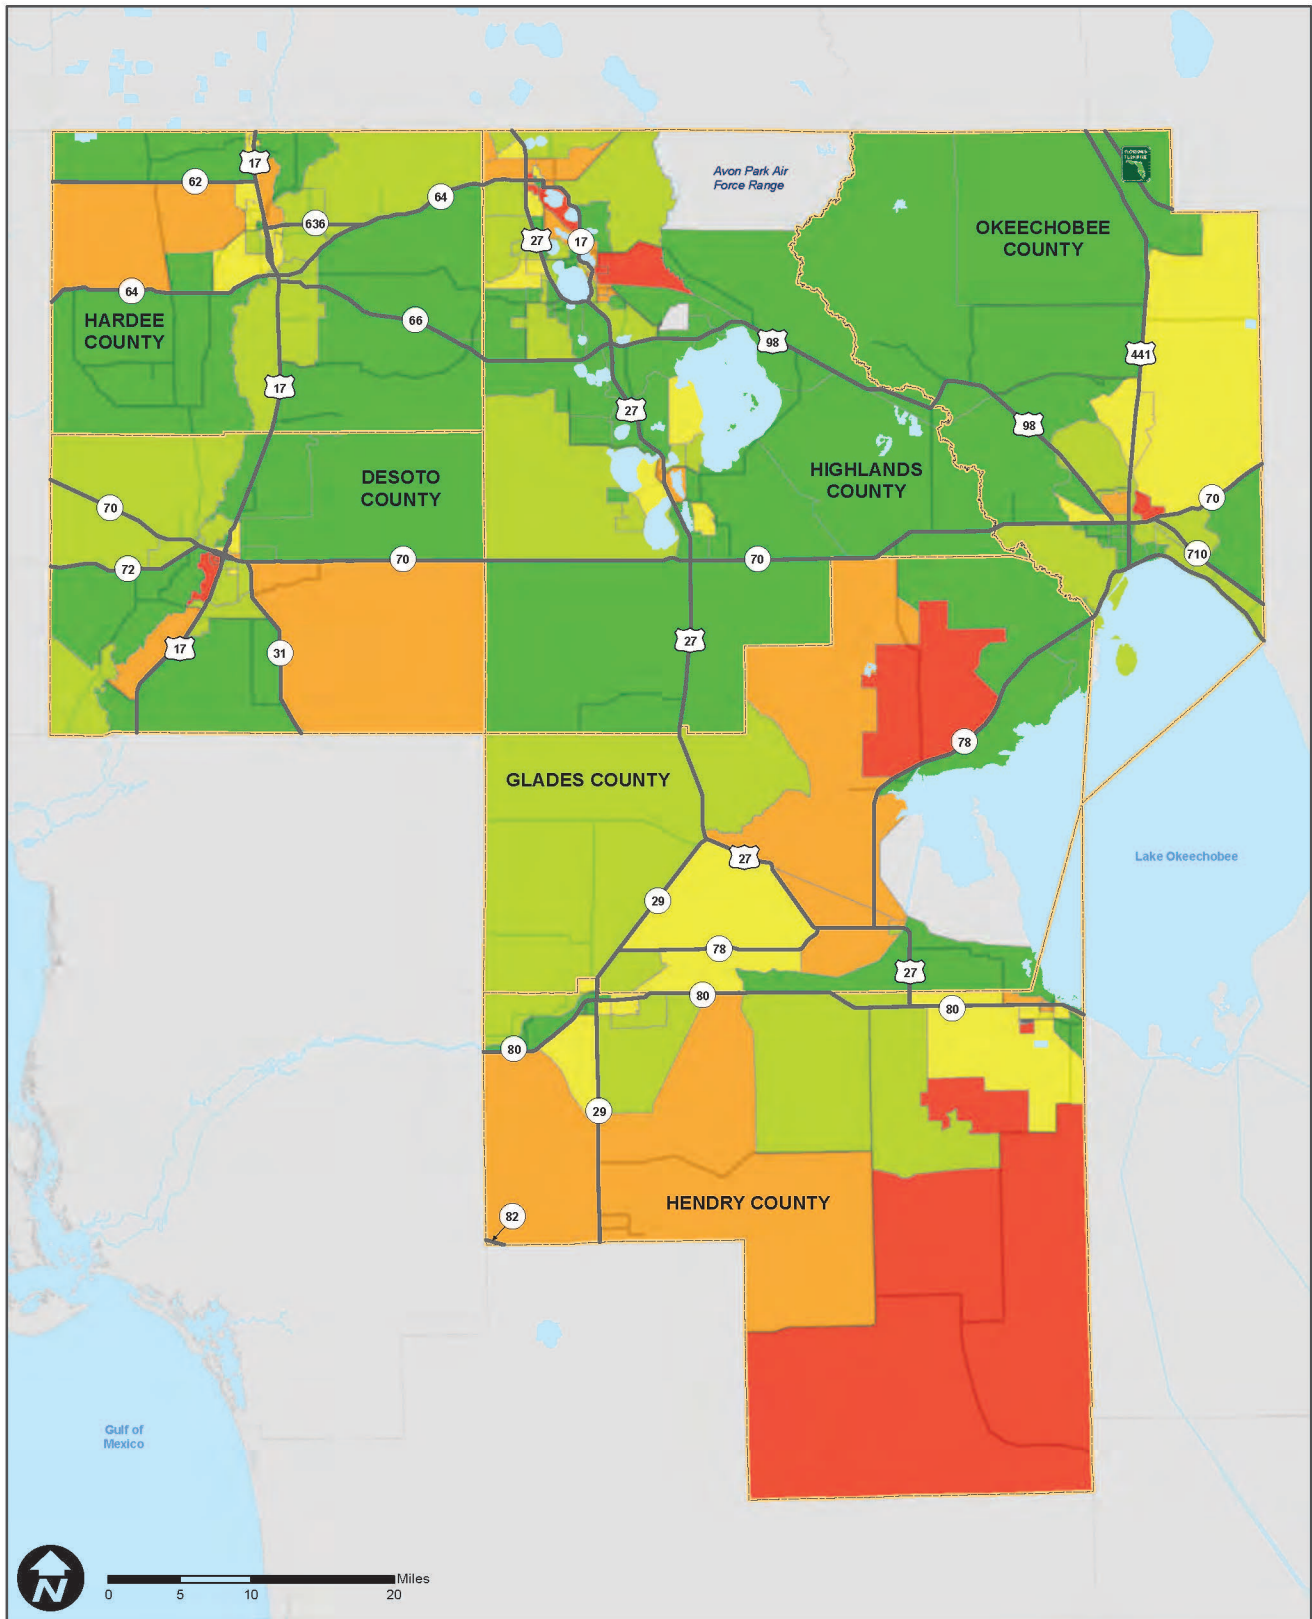 17
62
64
636
Avon Park Air
Force Range
OKEECHOBEE
COUNTY
27
17
64
HARDEE
COUNTY
66
98
441
17
27
98
DESOTO
COUNTY
HIGHLANDS
COUNTY
70
70
72
70
70
710
17
31
27
78
GLADES COUNTY
27
Lake Okeechobee
29
78
27
80
80
80
29
HENDRY COUNTY
82
Gulf of
Mexico
N
Miles
0 5 10 20